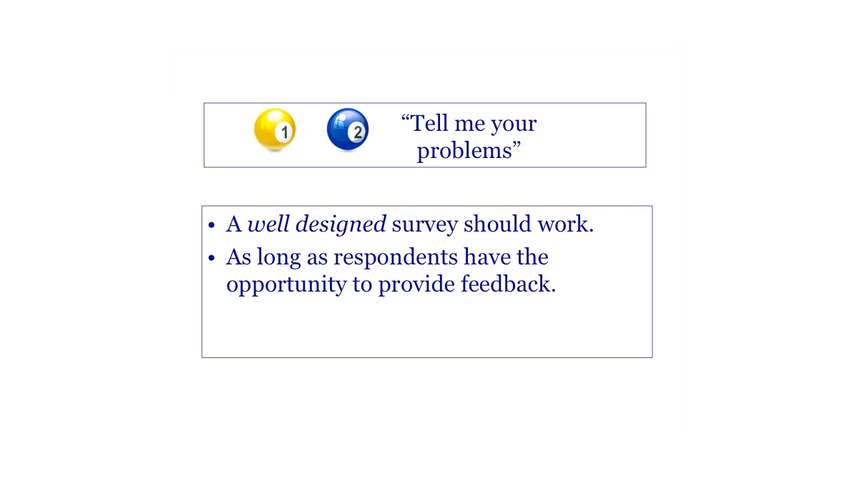 1 2 “Tell me your
problems”
• A well designed survey should work.
• As long as respondents have the
opportunity to provide feedback.